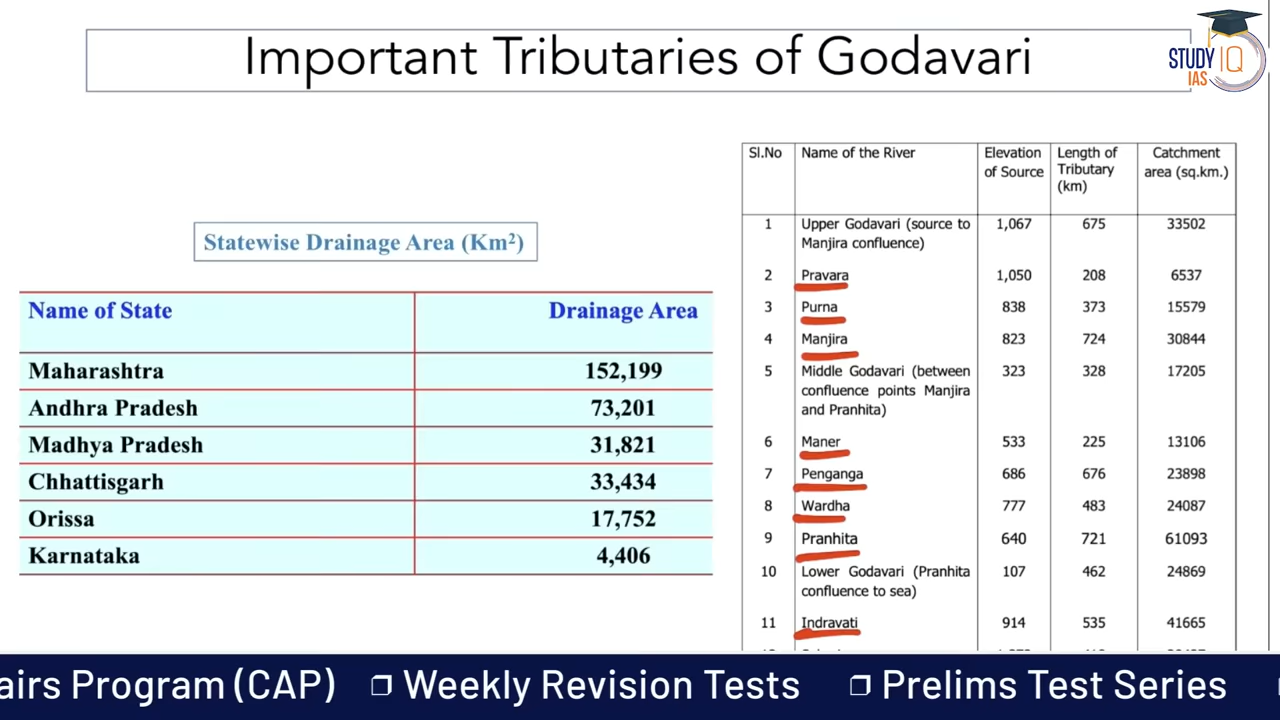 Important Tributaries of Godavari
STUDY IQ
IAS
Statewise Drainage Area (Km²)
Name of State Drainage Area
Maharashtra 152,199
Andhra Pradesh 73,201
Madhya Pradesh 31,821
Chhattisgarh 33,434
Orissa 17,752
Karnataka 4,406
Sl.No Name of the River Elevation of Source Length of Tributary (km) Catchment area (sq.km.)
1 Upper Godavari (source to Manjira confluence) 1,067 675 33502
2 Pravara 1,050 208 6537
3 Purna 838 373 15579
4 Manjira 823 724 30844
5 Middle Godavari (between confluence points Manjira and Pranhita) 323 328 17205
6 Maner 533 225 13106
7 Penganga 686 676 23898
8 Wardha 777 483 24087
9 Pranhita 640 721 61093
10 Lower Godavari (Pranhita confluence to sea) 107 462 24869
11 Indravati 914 535 41665
airs Program (CAP) ❐ Weekly Revision Tests ❐ Prelims Test Series